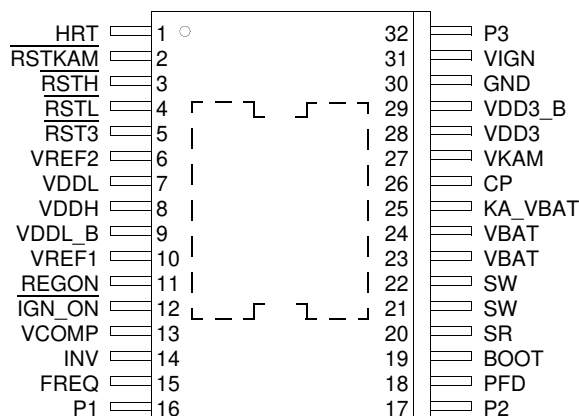 HRT 1 32 P3
RSTKAM 2 31 VIGN
RSTH 3 30 GND
RSTL 4 29 VDD3_B
RST3 5 28 VDD3
VREF2 6 27 VKAM
VDDL 7 26 CP
VDDH 8 25 KA_VBAT
VDDL_B 9 24 VBAT
VREF1 10 23 VBAT
REGON 11 22 SW
IGN_ON 12 21 SW
VCOMP 13 20 SR
INV 14 19 BOOT
FREQ 15 18 PFD
P1 16 17 P2